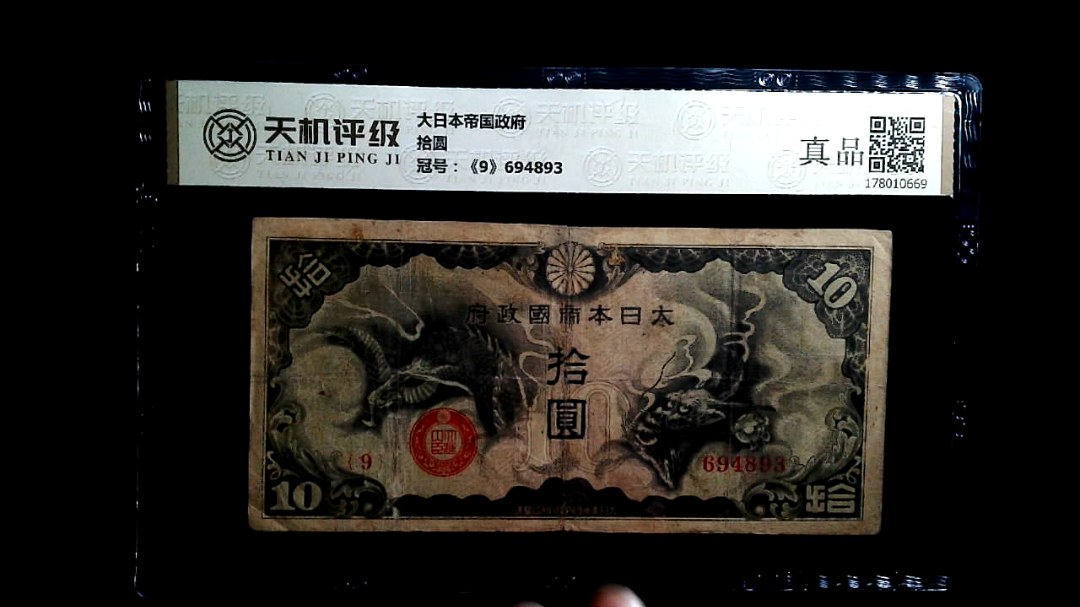 天机评级
TIAN JI PING JI
大日本帝国政府
拾圆
冠号：《9》694893
真品
178010669
拾
10
府政國帝本日大
拾
圓
10
(9)
694893
10
拾